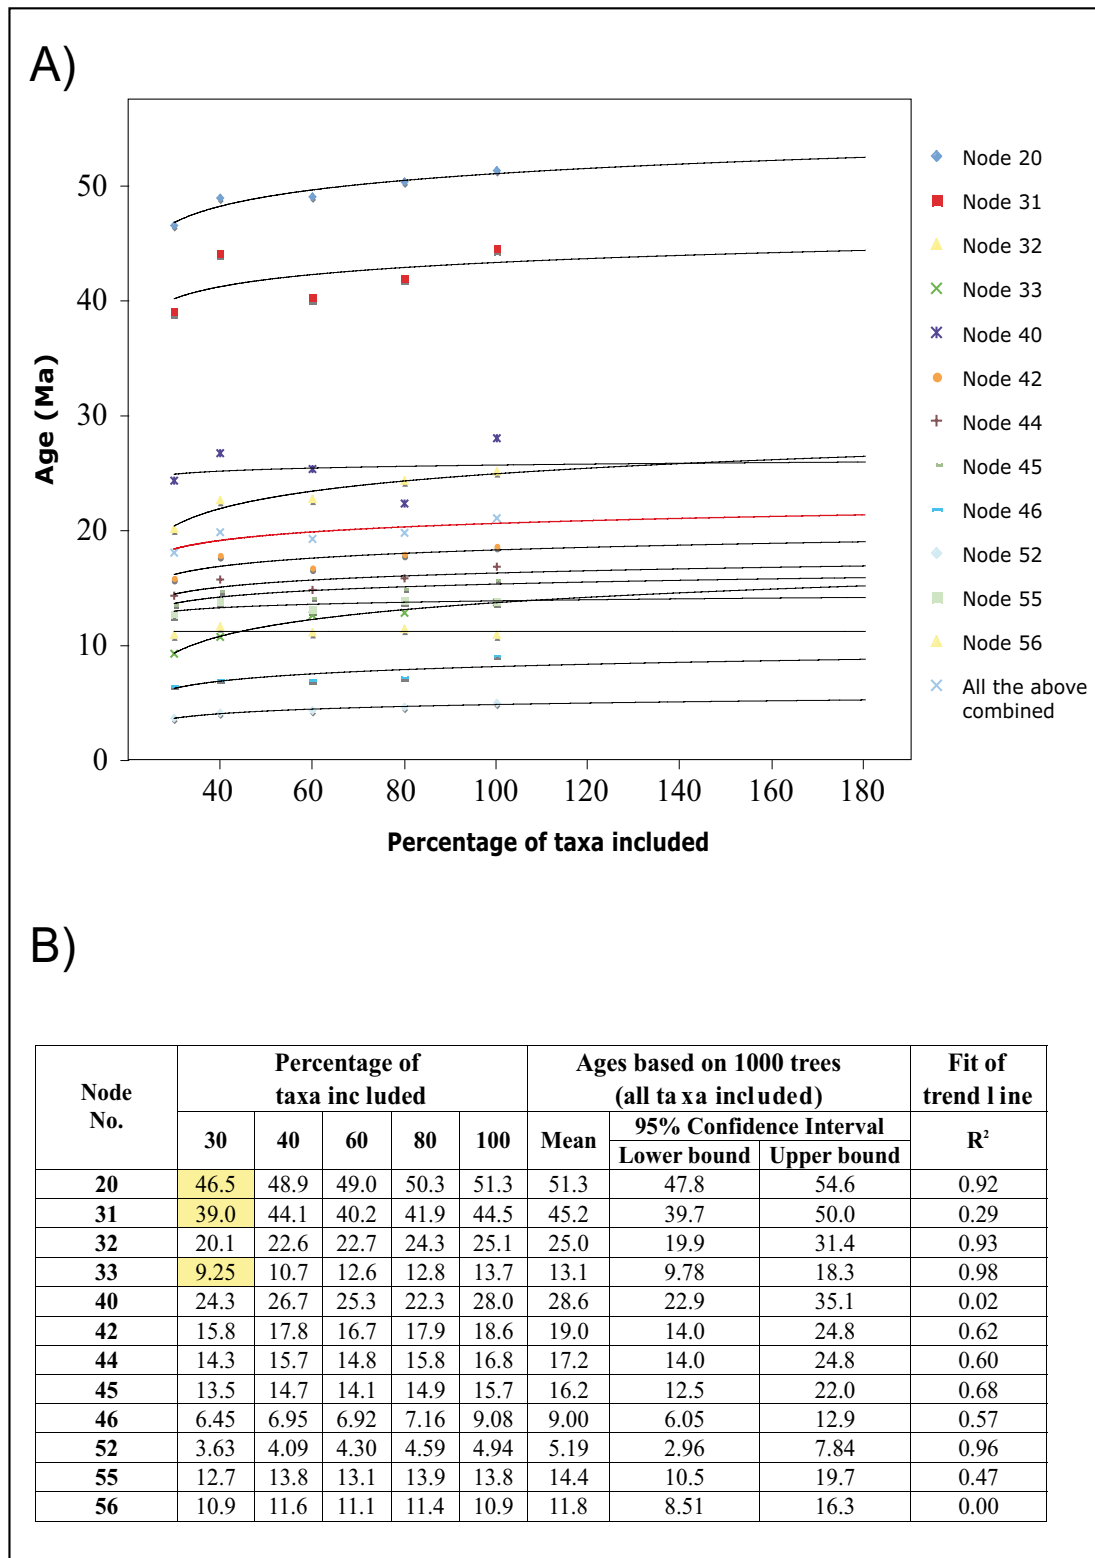 A)
Age (Ma)
50
40
30
20
10
0
40 60 80 100 120 140 160 180
Percentage of taxa included
Node 20
Node 31
Node 32
Node 33
Node 40
Node 42
Node 44
Node 45
Node 46
Node 52
Node 55
Node 56
All the above
combined
B)
Node No. Percentage of taxa inc luded Ages based on 1000 trees (all ta xa included) Fit of trend l ine
30 40 60 80 100 Mean 95% Confidence Interval R²
Lower bound Upper bound
20 46.5 48.9 49.0 50.3 51.3 51.3 47.8 54.6 0.92
31 39.0 44.1 40.2 41.9 44.5 45.2 39.7 50.0 0.29
32 20.1 22.6 22.7 24.3 25.1 25.0 19.9 31.4 0.93
33 9.25 10.7 12.6 12.8 13.7 13.1 9.78 18.3 0.98
40 24.3 26.7 25.3 22.3 28.0 28.6 22.9 35.1 0.02
42 15.8 17.8 16.7 17.9 18.6 19.0 14.0 24.8 0.62
44 14.3 15.7 14.8 15.8 16.8 17.2 14.0 24.8 0.60
45 13.5 14.7 14.1 14.9 15.7 16.2 12.5 22.0 0.68
46 6.45 6.95 6.92 7.16 9.08 9.00 6.05 12.9 0.57
52 3.63 4.09 4.30 4.59 4.94 5.19 2.96 7.84 0.96
55 12.7 13.8 13.1 13.9 13.8 14.4 10.5 19.7 0.47
56 10.9 11.6 11.1 11.4 10.9 11.8 8.51 16.3 0.00